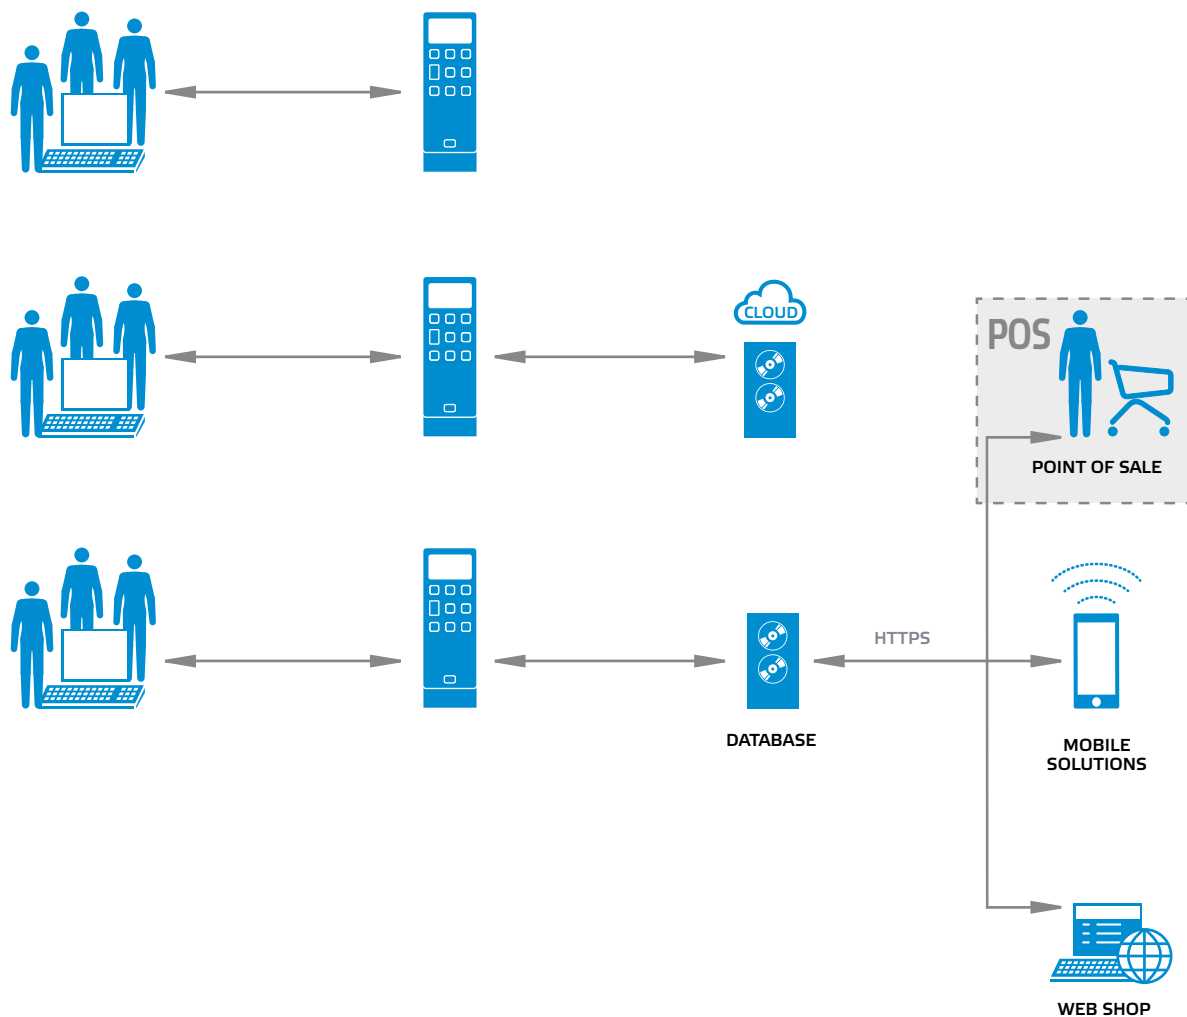 CLOUD
POS
POINT OF SALE
HTTPS
DATABASE
MOBILE
SOLUTIONS
WEB SHOP